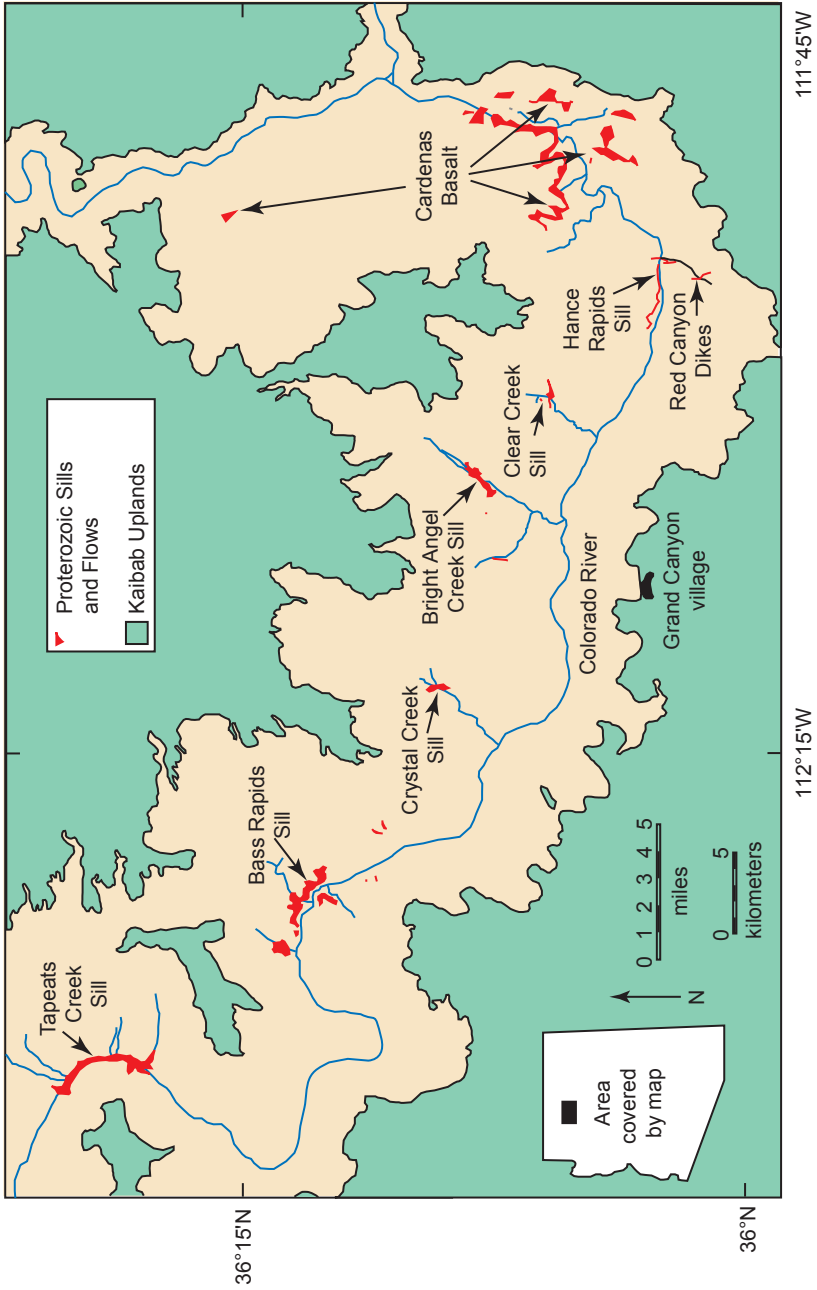 Proterozoic Sills
and Flows
Kaibab Uplands
Tapeats
Creek
Sill
Bass Rapids
Sill
Crystal Creek
Sill
Bright Angel
Creek Sill
Clear Creek
Sill
Cardenas
Basalt
Hance
Rapids
Sill
Red Canyon
Dikes
Colorado River
Grand Canyon
village
0 1 2 3 4 5
miles
0 5
kilometers
N
Area
covered
by map
36°15'N
36°N
112°15'W
111°45'W